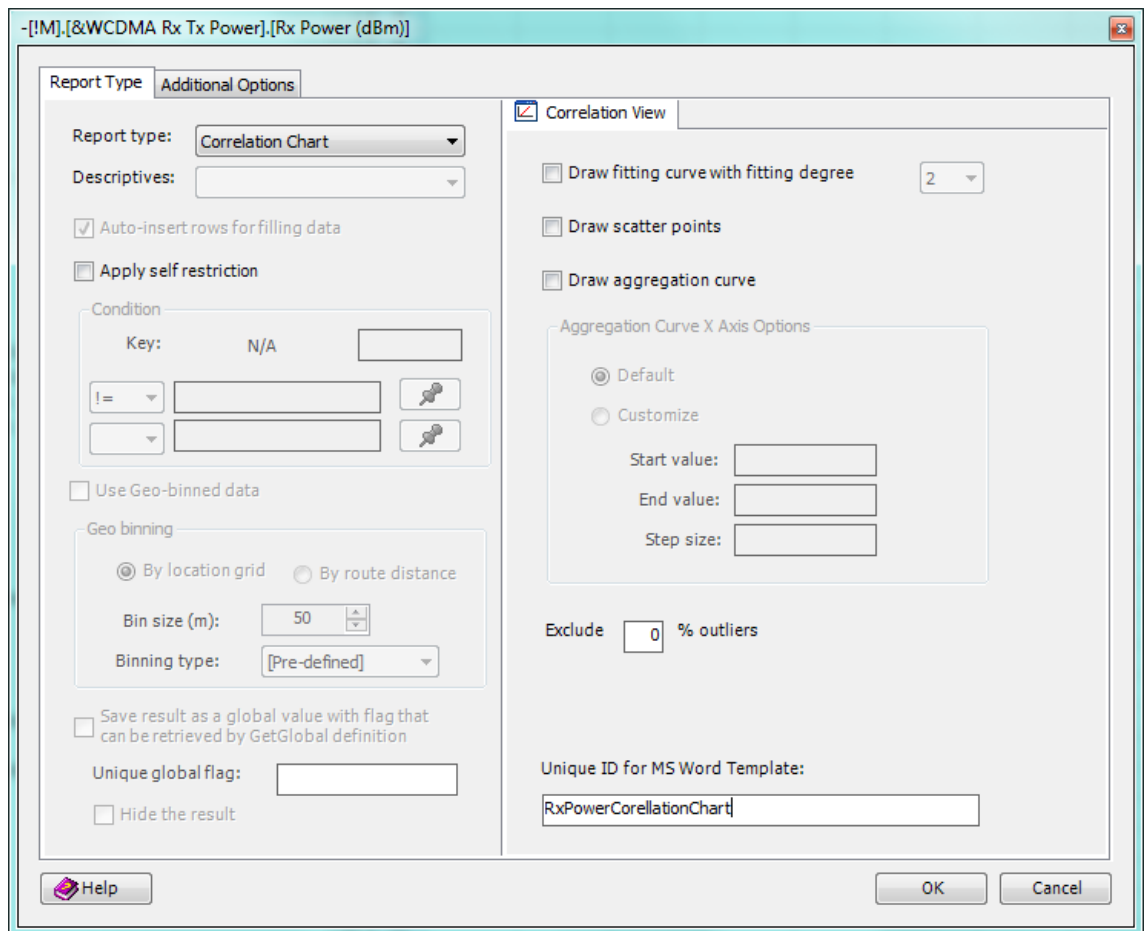 -[!M].[&WCDMA Rx Tx Power].[Rx Power (dBm)]
Report Type
Additional Options
Report type:
Correlation Chart
Descriptives:
Auto-insert rows for filling data
Apply self restriction
Condition
Key:
N/A
!=
Use Geo-binned data
Geo binning
By location grid
By route distance
Bin size (m):
50
Binning type:
[Pre-defined]
Save result as a global value with flag that
can be retrieved by GetGlobal definition
Unique global flag:
Hide the result
Correlation View
Draw fitting curve with fitting degree
2
Draw scatter points
Draw aggregation curve
Aggregation Curve X Axis Options
Default
Customize
Start value:
End value:
Step size:
Exclude 0 % outliers
Unique ID for MS Word Template:
RxPowerCorellationChart
Help
OK
Cancel